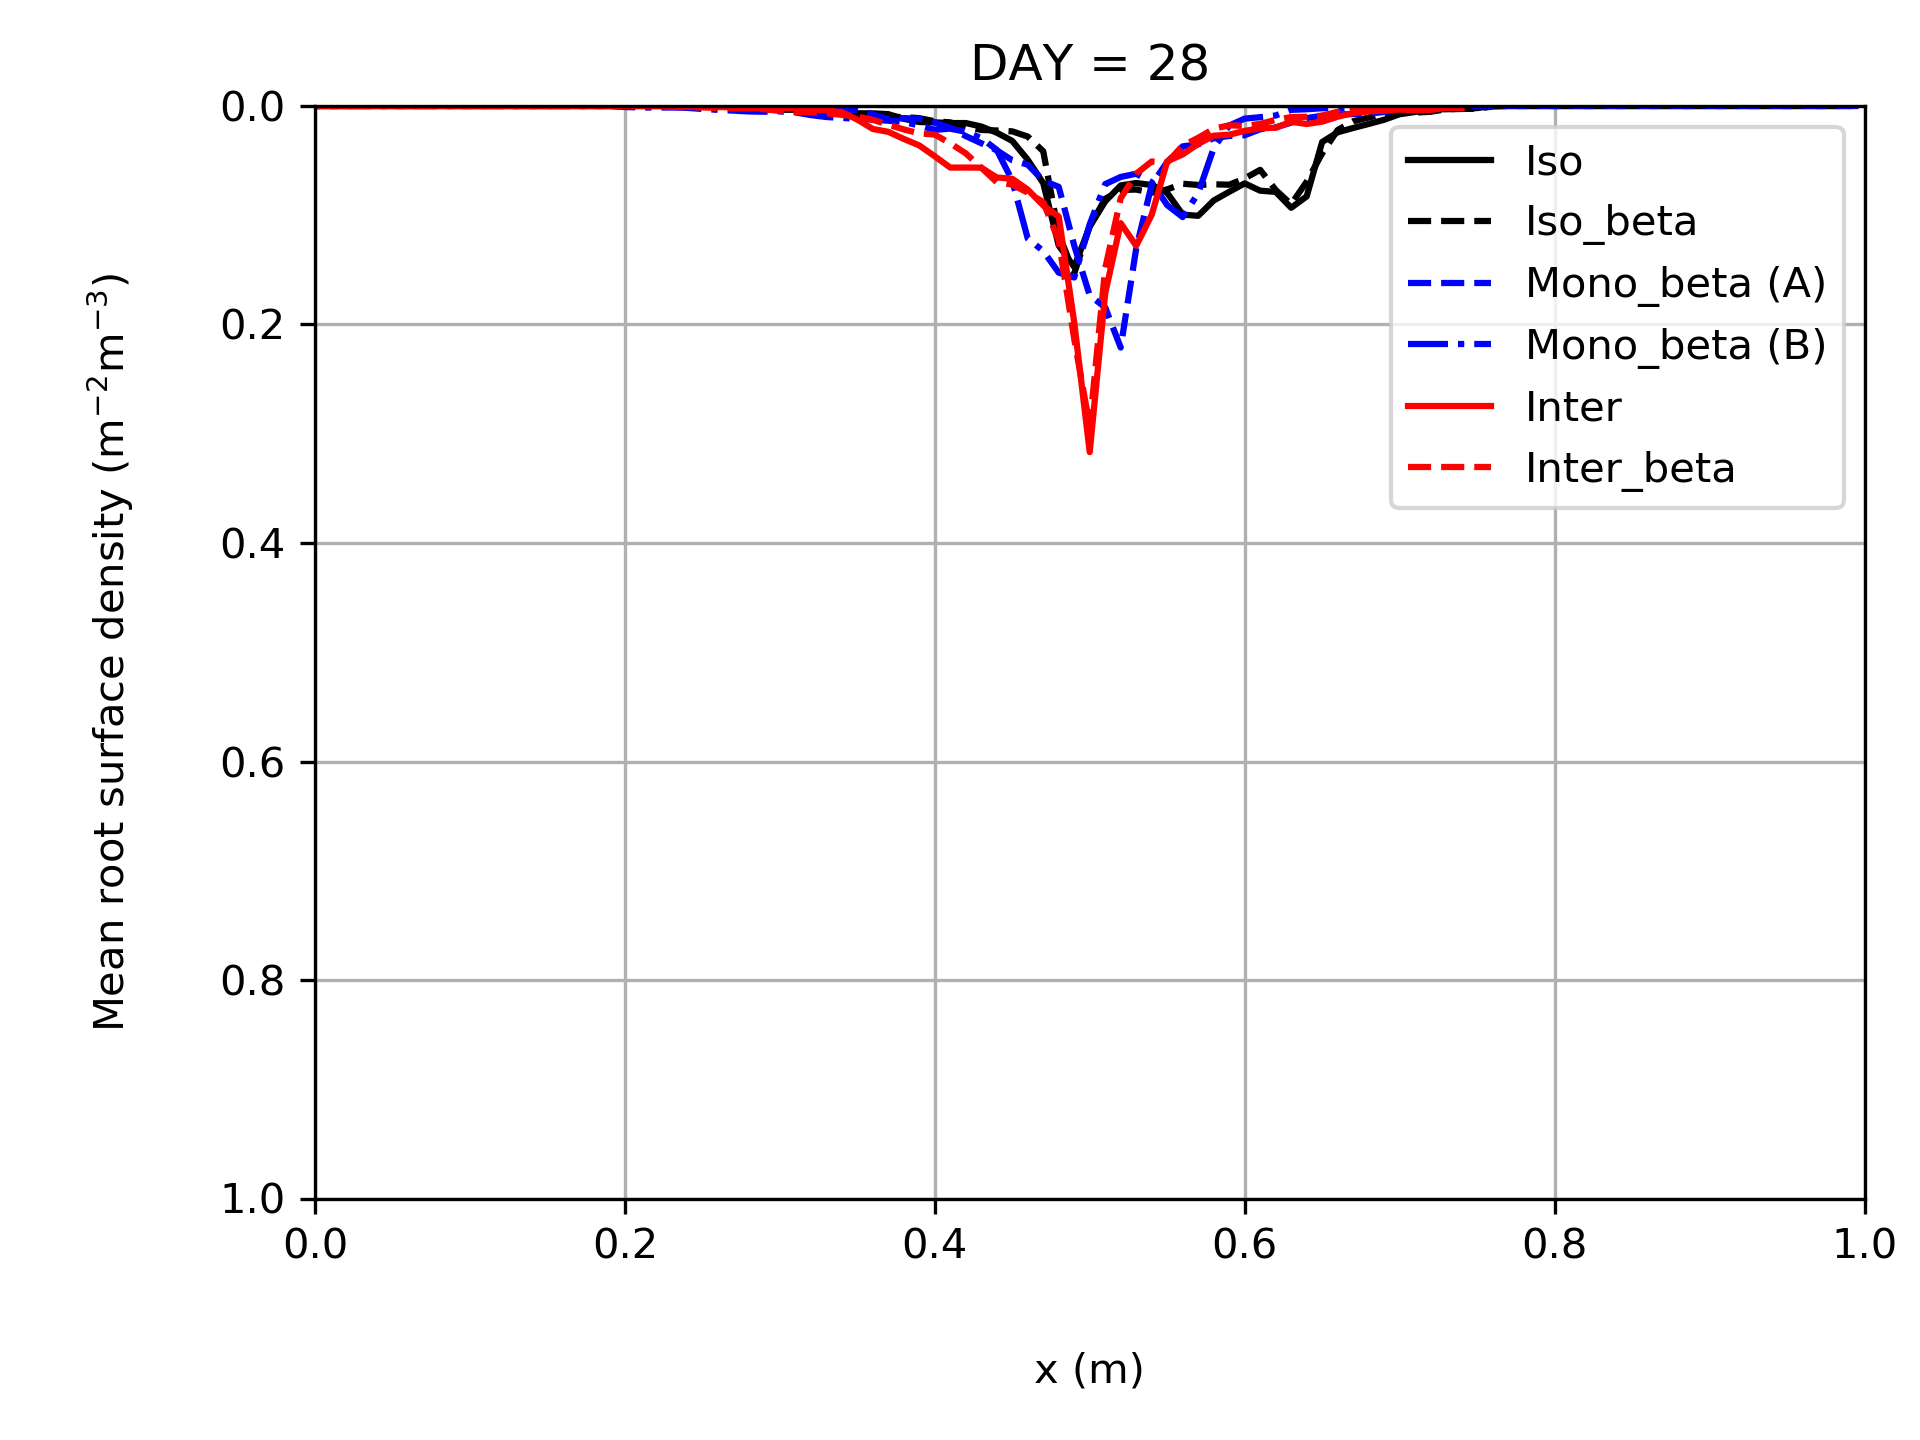 DAY = 28
Mean root surface density (m⁻²m⁻³)
0.0
0.2
0.4
0.6
0.8
1.0
Iso
Iso_beta
Mono_beta (A)
Mono_beta (B)
Inter
Inter_beta
0.0 0.2 0.4 0.6 0.8 1.0
x (m)